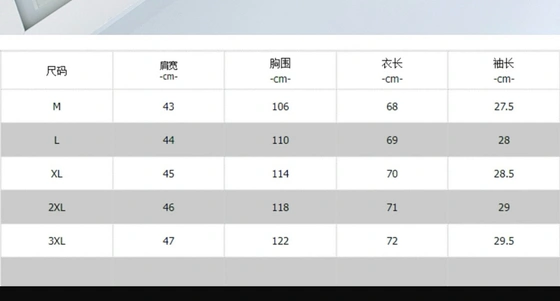 尺码 肩宽 胸围 衣长 袖长
-cm- -cm- -cm- -cm-
M 43 106 68 27.5
L 44 110 69 28
XL 45 114 70 28.5
2XL 46 118 71 29
3XL 47 122 72 29.5